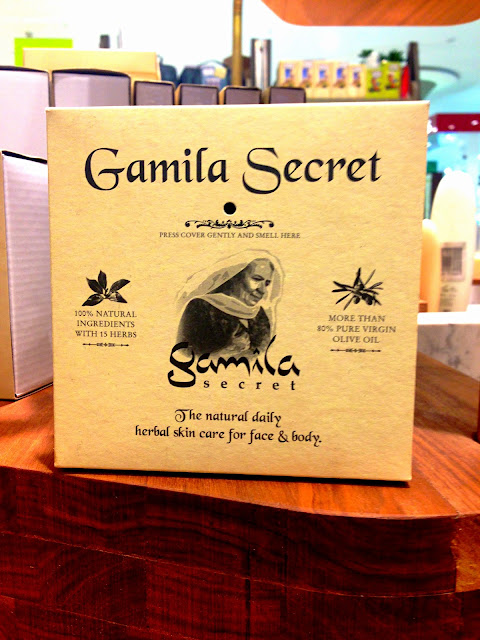 Gamila Secret
PRESS COVER GENTLY AND SMELL HERE
100% NATURAL
INGREDIENTS
WITH 15 HERBS
MORE THAN
80% PURE VIRGIN
OLIVE OIL
gamila
secret
The natural daily
herbal skin care for face & body.